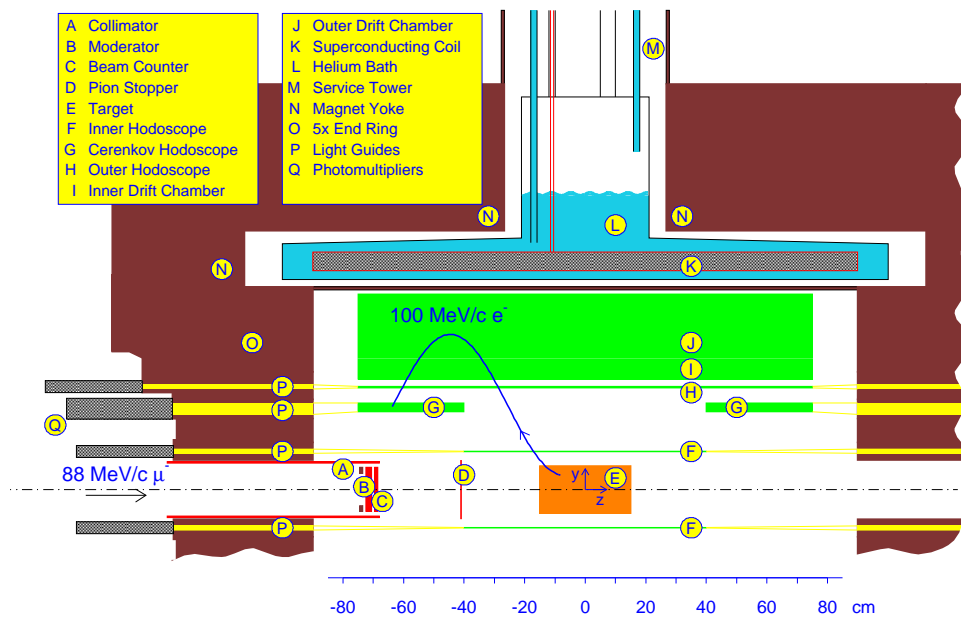 A Collimator
B Moderator
C Beam Counter
D Pion Stopper
E Target
F Inner Hodoscope
G Cerenkov Hodoscope
H Outer Hodoscope
I Inner Drift Chamber
J Outer Drift Chamber
K Superconducting Coil
L Helium Bath
M Service Tower
N Magnet Yoke
O 5x End Ring
P Light Guides
Q Photomultipliers
M
N
N
L
N
K
100 MeV/c e⁻
O
J
I
P
H
P
G
G
Q
P
F
88 MeV/c μ⁻
A
B
C
D
E
y
z
P
F
-80 -60 -40 -20 0 20 40 60 80 cm